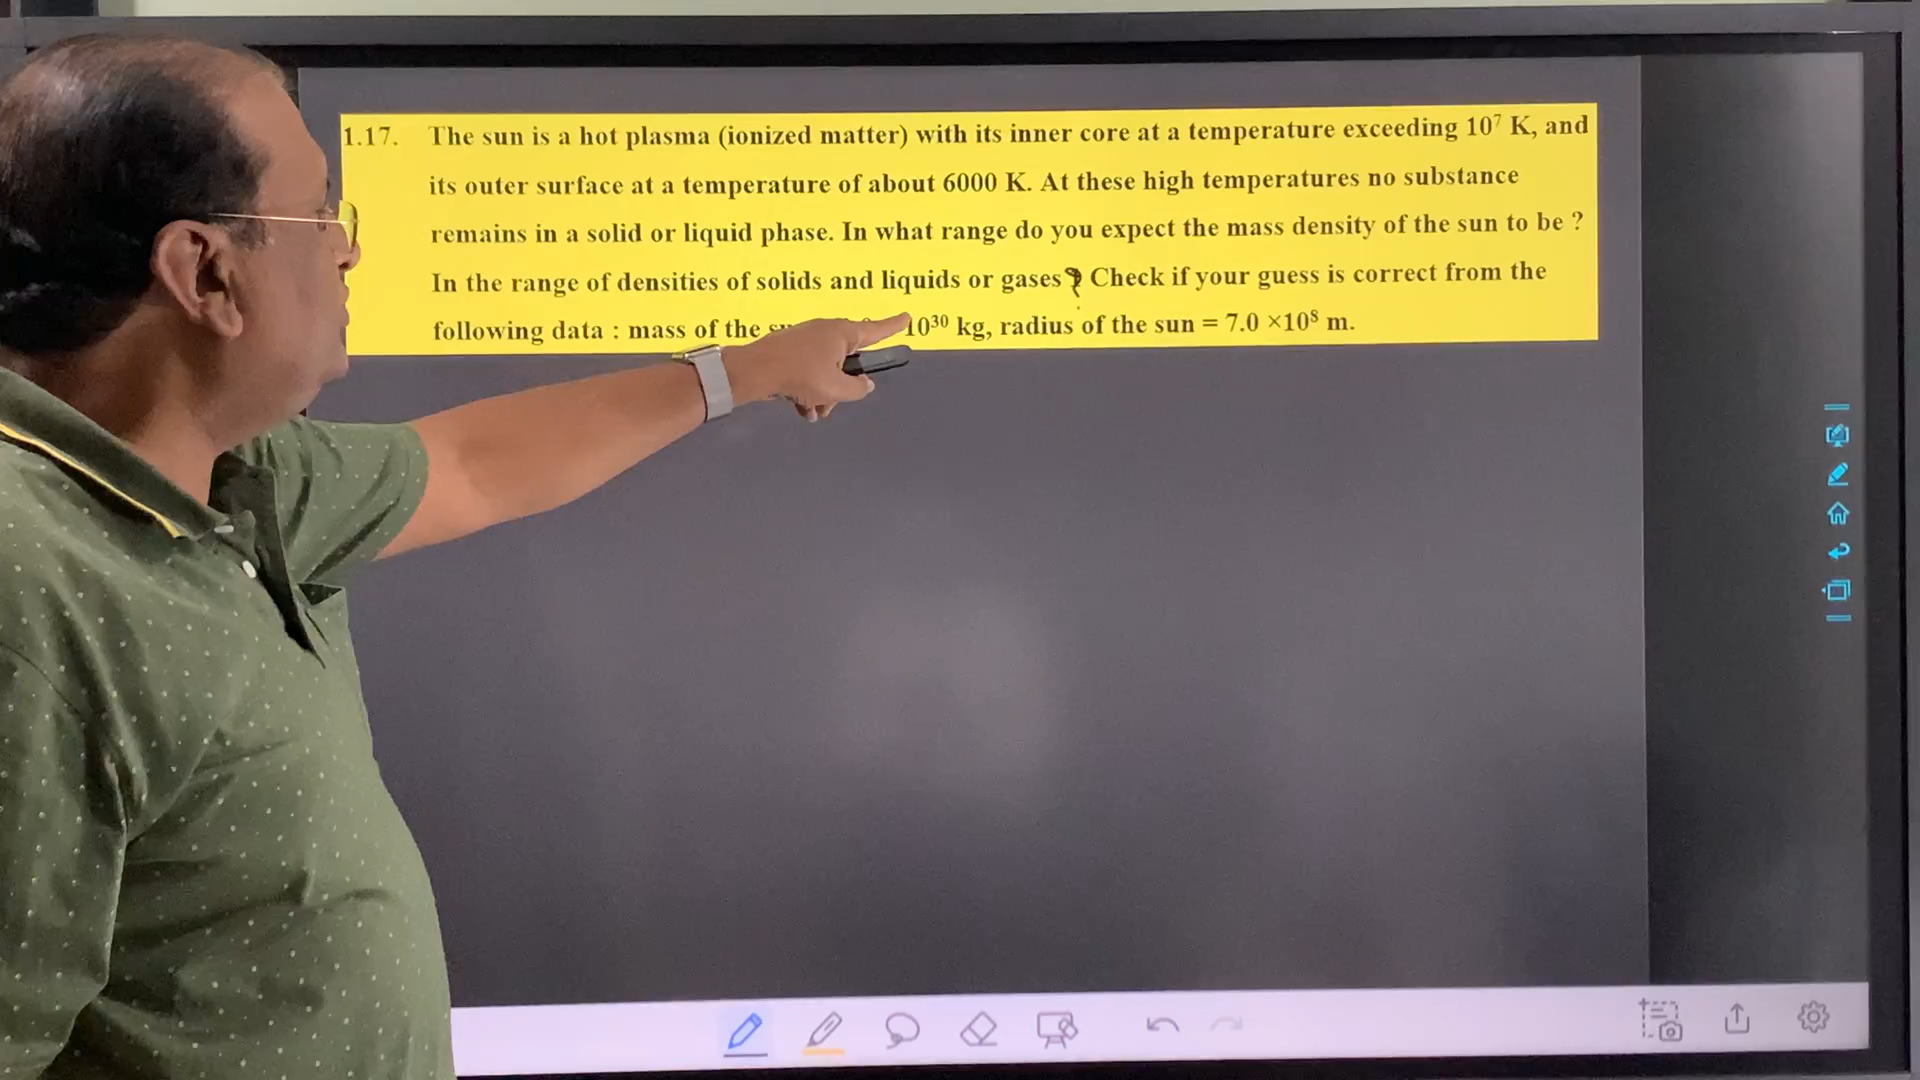 1.17. The sun is a hot plasma (ionized matter) with its inner core at a temperature exceeding 10⁷ K, and
its outer surface at a temperature of about 6000 K. At these high temperatures no substance
remains in a solid or liquid phase. In what range do you expect the mass density of the sun to be ?
In the range of densities of solids and liquids or gases ? Check if your guess is correct from the
following data : mass of the 10³⁰ kg, radius of the sun = 7.0 ×10⁸ m.